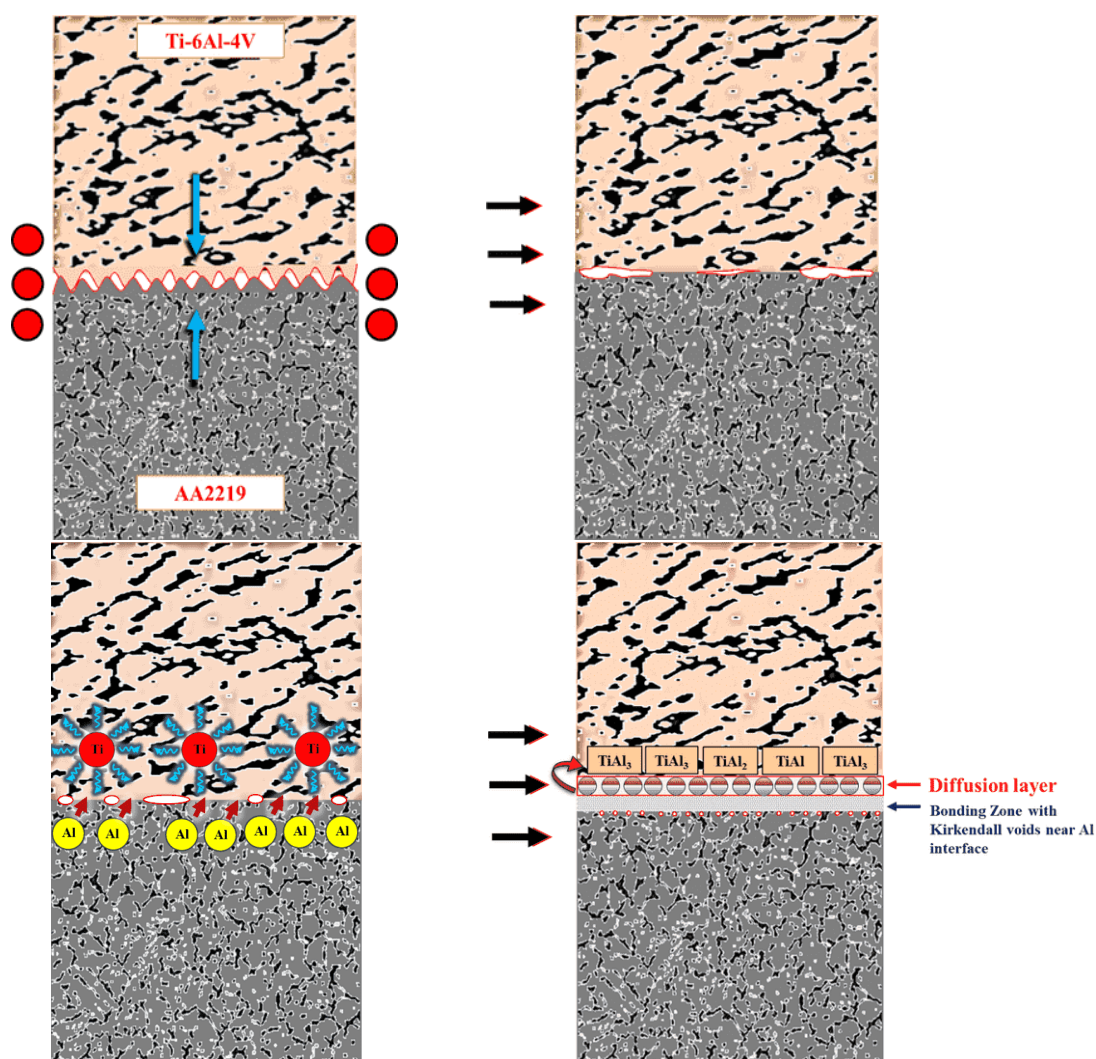 Ti-6Al-4V
AA2219
Ti
Ti
Ti
Al
Al
Al
Al
Al
Al
Al
TiAl₃
TiAl₃
TiAl₂
TiAl
TiAl₃
Diffusion layer
Bonding Zone with
Kirkendall voids near Al
interface